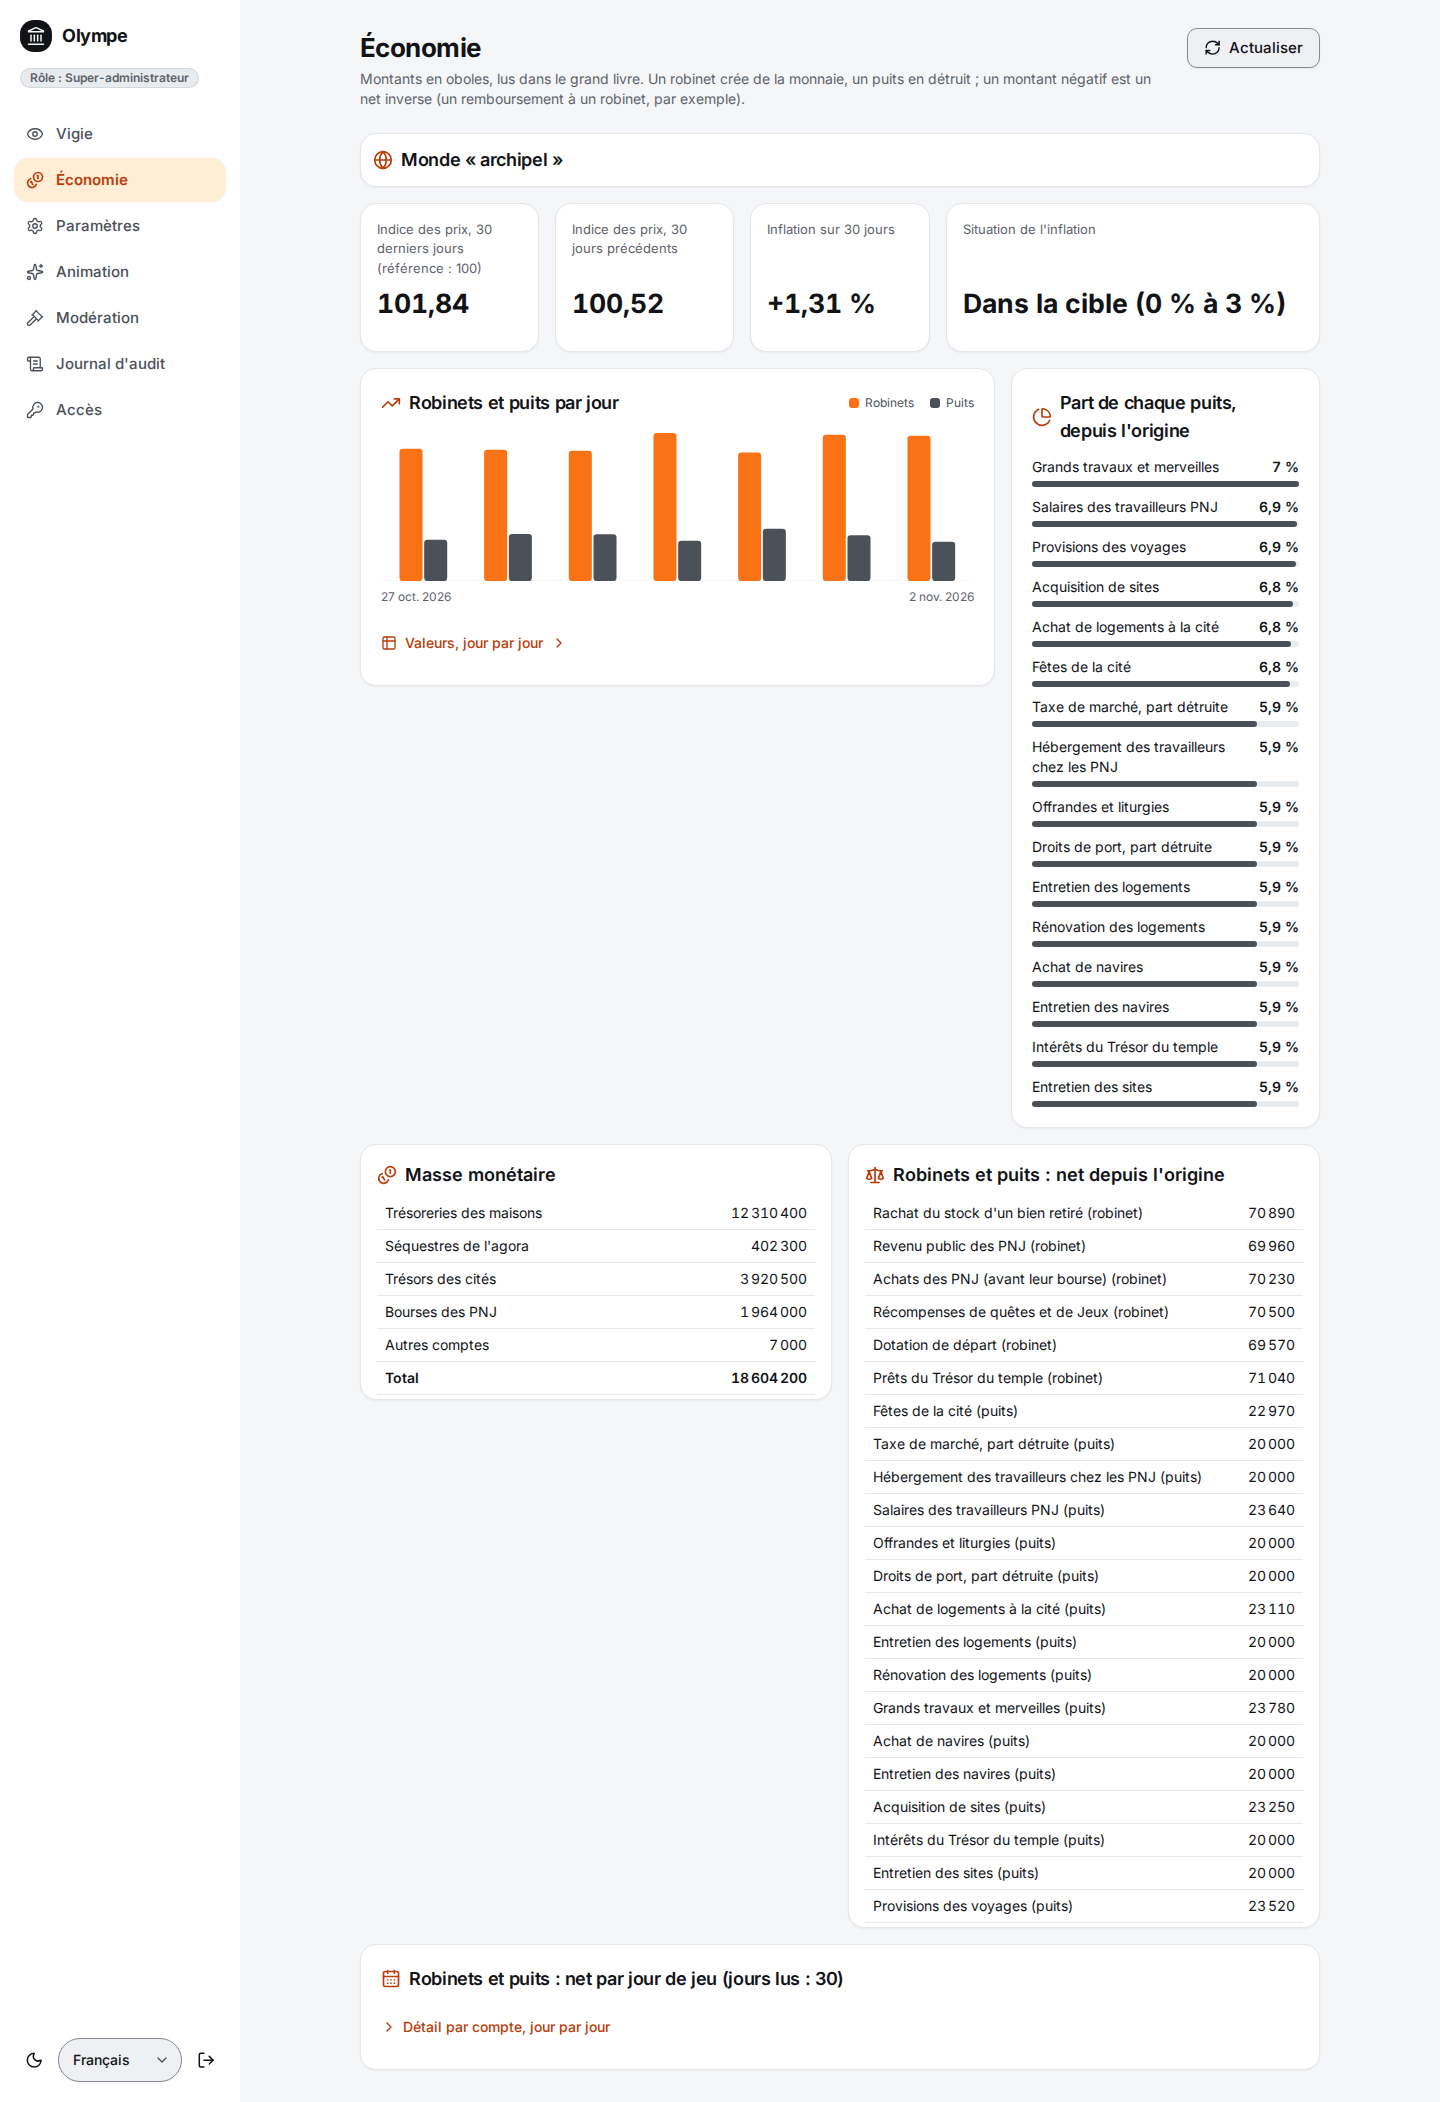 Olympe
Rôle : Super-administrateur
Vigie
Économie
Paramètres
Animation
Modération
Journal d'audit
Accès
Français
Économie
Actualiser
Montants en oboles, lus dans le grand livre. Un robinet crée de la monnaie, un puits en détruit ; un montant négatif est un
net inverse (un remboursement à un robinet, par exemple).
Monde « archipel »
Indice des prix, 30
derniers jours
(référence : 100)
101,84
Indice des prix, 30
jours précédents
100,52
Inflation sur 30 jours
+1,31 %
Situation de l'inflation
Dans la cible (0 % à 3 %)
Robinets et puits par jour
Robinets
Puits
27 oct. 2026
2 nov. 2026
Valeurs, jour par jour
Part de chaque puits,
depuis l'origine
Grands travaux et merveilles 7 %
Salaires des travailleurs PNJ 6,9 %
Provisions des voyages 6,9 %
Acquisition de sites 6,8 %
Achat de logements à la cité 6,8 %
Fêtes de la cité 6,8 %
Taxe de marché, part détruite 5,9 %
Hébergement des travailleurs 5,9 %
chez les PNJ
Offrandes et liturgies 5,9 %
Droits de port, part détruite 5,9 %
Entretien des logements 5,9 %
Rénovation des logements 5,9 %
Achat de navires 5,9 %
Entretien des navires 5,9 %
Intérêts du Trésor du temple 5,9 %
Entretien des sites 5,9 %
Masse monétaire
Trésoreries des maisons 12 310 400
Séquestres de l'agora 402 300
Trésors des cités 3 920 500
Bourses des PNJ 1 964 000
Autres comptes 7 000
Total 18 604 200
Robinets et puits : net depuis l'origine
Rachat du stock d'un bien retiré (robinet) 70 890
Revenu public des PNJ (robinet) 69 960
Achats des PNJ (avant leur bourse) (robinet) 70 230
Récompenses de quêtes et de Jeux (robinet) 70 500
Dotation de départ (robinet) 69 570
Prêts du Trésor du temple (robinet) 71 040
Fêtes de la cité (puits) 22 970
Taxe de marché, part détruite (puits) 20 000
Hébergement des travailleurs chez les PNJ (puits) 20 000
Salaires des travailleurs PNJ (puits) 23 640
Offrandes et liturgies (puits) 20 000
Droits de port, part détruite (puits) 20 000
Achat de logements à la cité (puits) 23 110
Entretien des logements (puits) 20 000
Rénovation des logements (puits) 20 000
Grands travaux et merveilles (puits) 23 780
Achat de navires (puits) 20 000
Entretien des navires (puits) 20 000
Acquisition de sites (puits) 23 250
Intérêts du Trésor du temple (puits) 20 000
Entretien des sites (puits) 20 000
Provisions des voyages (puits) 23 520
Robinets et puits : net par jour de jeu (jours lus : 30)
Détail par compte, jour par jour